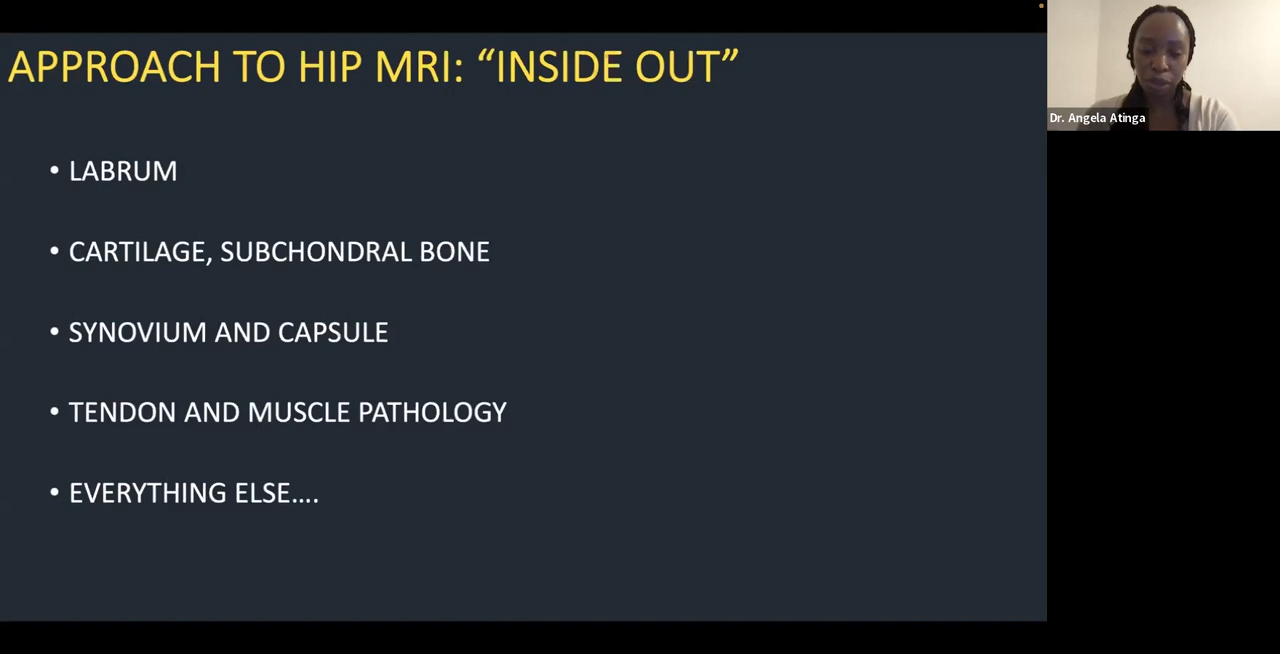 APPROACH TO HIP MRI: “INSIDE OUT”
• LABRUM
• CARTILAGE, SUBCHONDRAL BONE
• SYNOVIUM AND CAPSULE
• TENDON AND MUSCLE PATHOLOGY
• EVERYTHING ELSE….
Dr. Angela Atinga